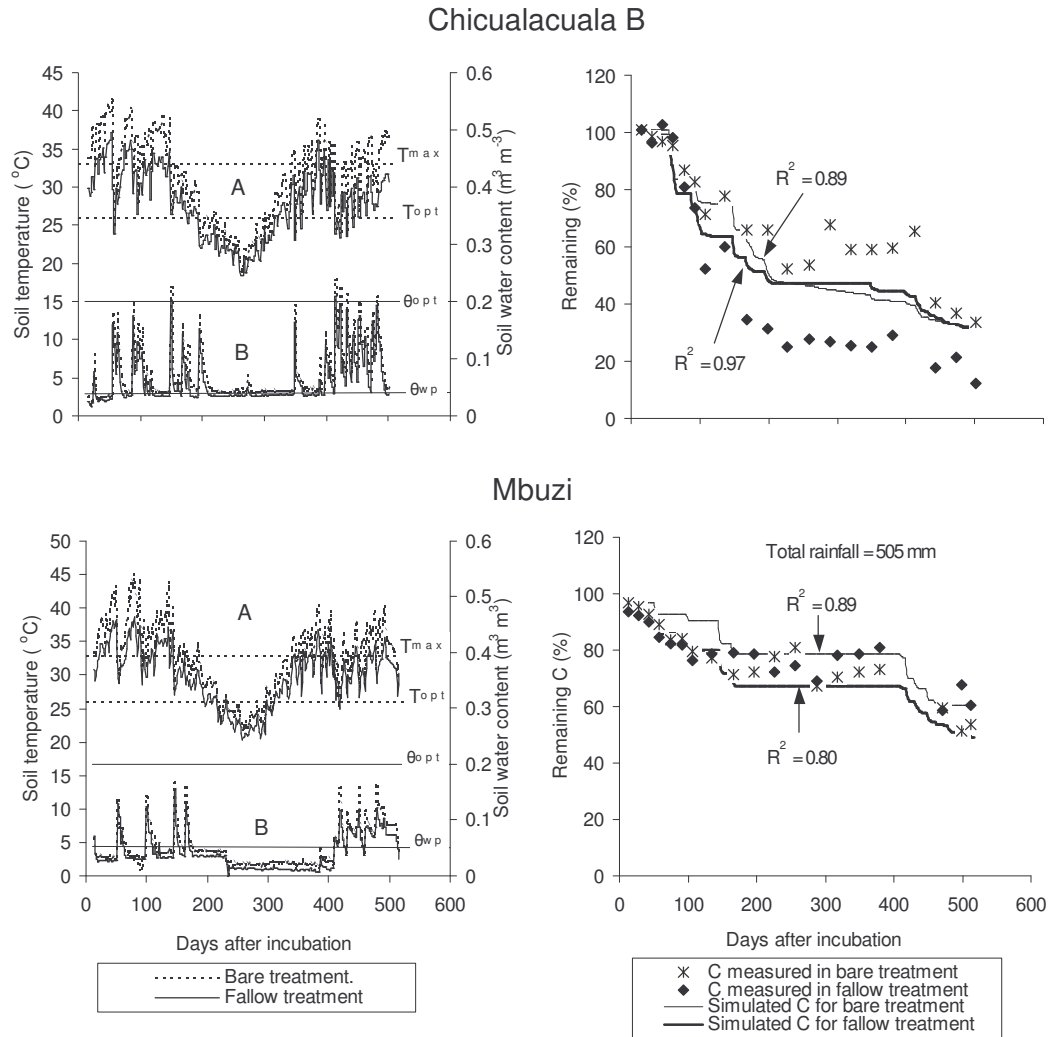 Chicualacuala B
45
40
35
30
25
20
15
10
5
0
Soil temperature ( °C)
0.6
0.5
0.4
0.3
0.2
0.1
0
Soil water content (m³ m⁻³)
Tmax
A
Topt
θopt
B
θwp
120
100
80
60
40
20
0
Remaining (%)
R² = 0.89
R² = 0.97
Mbuzi
50
45
40
35
30
25
20
15
10
5
0
Soil temperature ( °C)
0.6
0.5
0.4
0.3
0.2
0.1
0
Soil water content (m³ m³)
A
Tmax
Topt
θopt
B
θwp
0 100 200 300 400 500 600
Days after incubation
Bare treatment.
Fallow treatment
120
100
80
60
40
20
0
Remaining C (%)
Total rainfall = 505 mm
R² = 0.89
R² = 0.80
0 100 200 300 400 500 600
Days after incubation
C measured in bare treatment
C measured in fallow treatment
Simulated C for bare treatment
Simulated C for fallow treatment